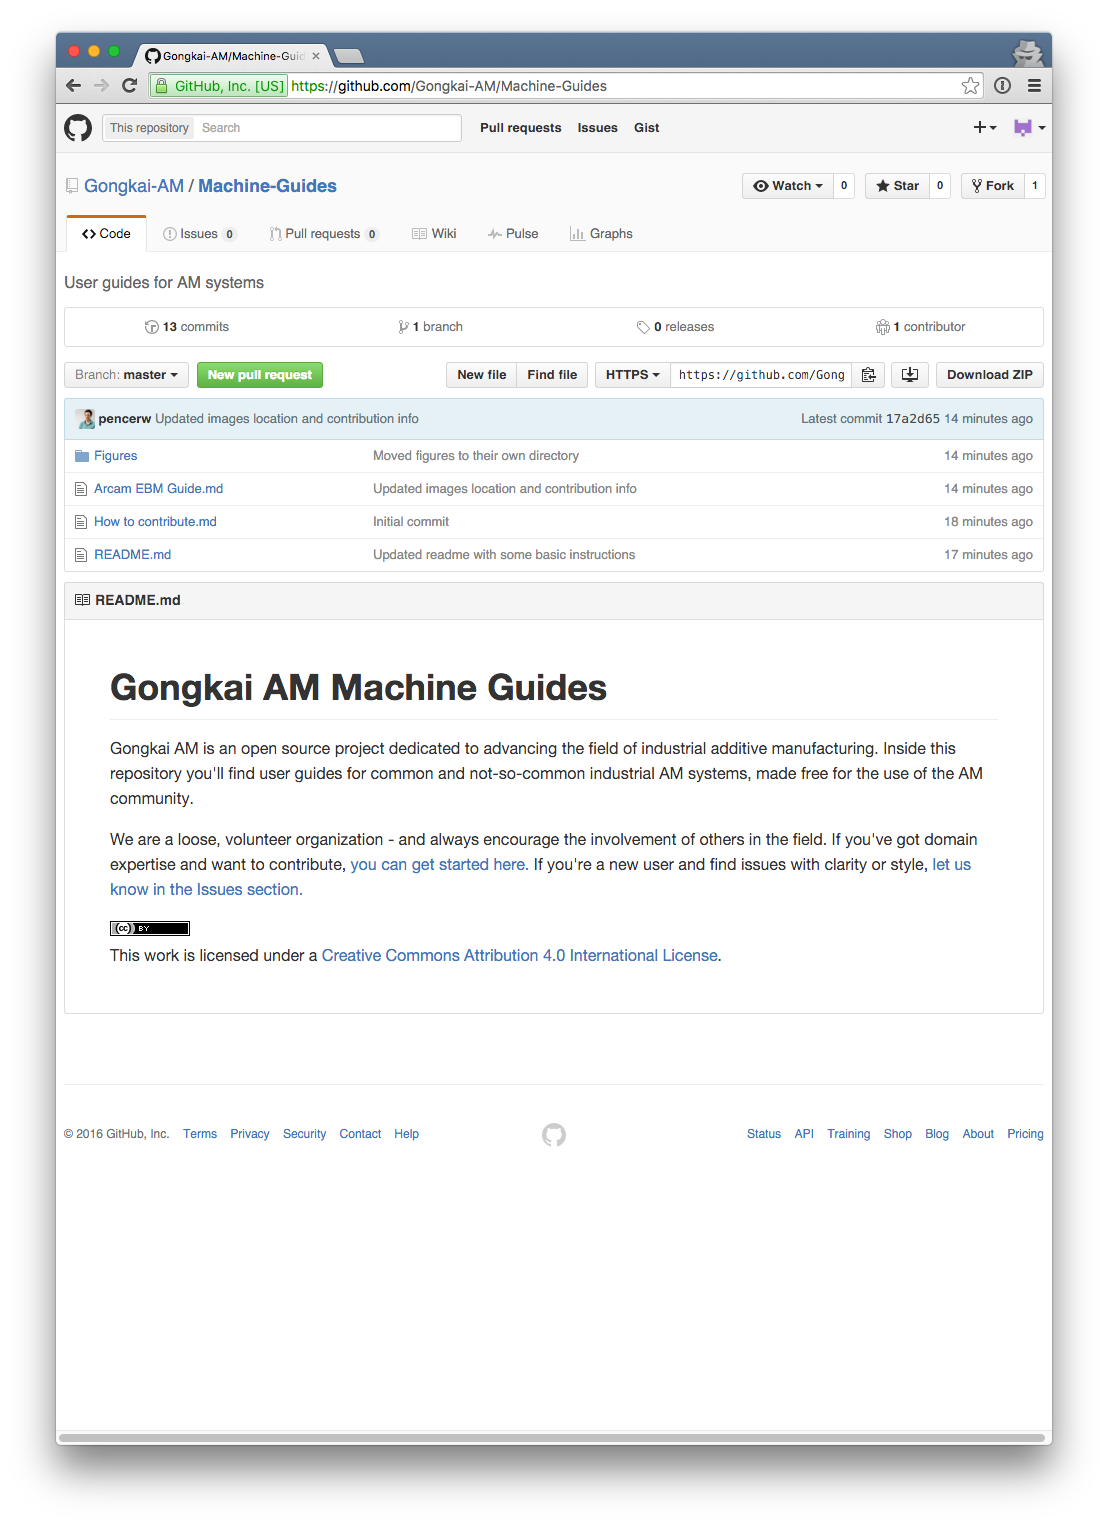 Gongkai-AM/Machine-Guid
GitHub, Inc. [US] https://github.com/Gongkai-AM/Machine-Guides
This repository Search Pull requests Issues Gist
Gongkai-AM / Machine-Guides Watch 0 Star 0 Fork 1
Code Issues 0 Pull requests 0 Wiki Pulse Graphs
User guides for AM systems
13 commits 1 branch 0 releases 1 contributor
Branch: master New pull request New file Find file HTTPS https://github.com/Gong Download ZIP
pencerw Updated images location and contribution info Latest commit 17a2d65 14 minutes ago
Figures Moved figures to their own directory 14 minutes ago
Arcam EBM Guide.md Updated images location and contribution info 14 minutes ago
How to contribute.md Initial commit 18 minutes ago
README.md Updated readme with some basic instructions 17 minutes ago
README.md
Gongkai AM Machine Guides
Gongkai AM is an open source project dedicated to advancing the field of industrial additive manufacturing. Inside this
repository you'll find user guides for common and not-so-common industrial AM systems, made free for the use of the AM
community.
We are a loose, volunteer organization - and always encourage the involvement of others in the field. If you've got domain
expertise and want to contribute, you can get started here. If you're a new user and find issues with clarity or style, let us
know in the Issues section.
(cc) BY
This work is licensed under a Creative Commons Attribution 4.0 International License.
© 2016 GitHub, Inc. Terms Privacy Security Contact Help Status API Training Shop Blog About Pricing